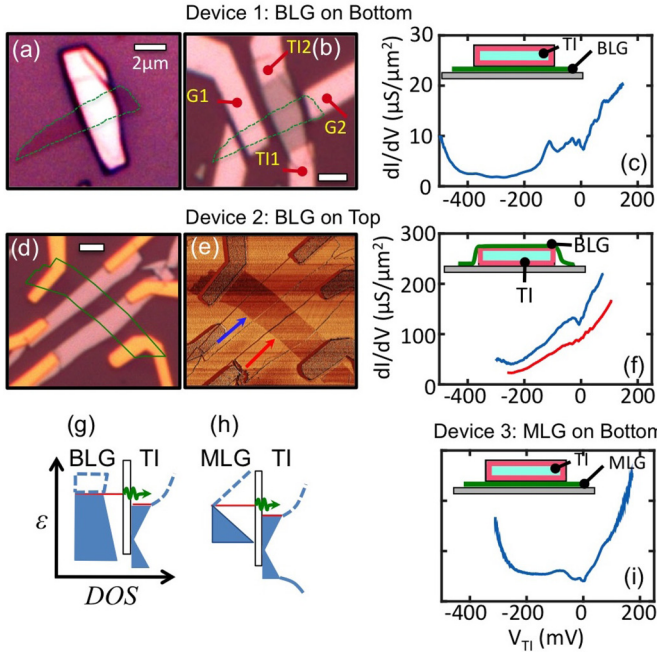 Device 1: BLG on Bottom
(a)
2μm
(b)
TI2
G1
G2
TI1
dI/dV (μS/μm²)
30
20
10
0
TI
BLG
(c)
-400 -200 0 200
Device 2: BLG on Top
(d)
(e)
dI/dV (μS/μm²)
300
200
100
0
BLG
TI
(f)
-400 -200 0 200
(g)
BLG TI
ε
DOS
(h)
MLG TI
Device 3: MLG on Bottom
TI
MLG
(i)
-400 -200 0 200
V_TI (mV)